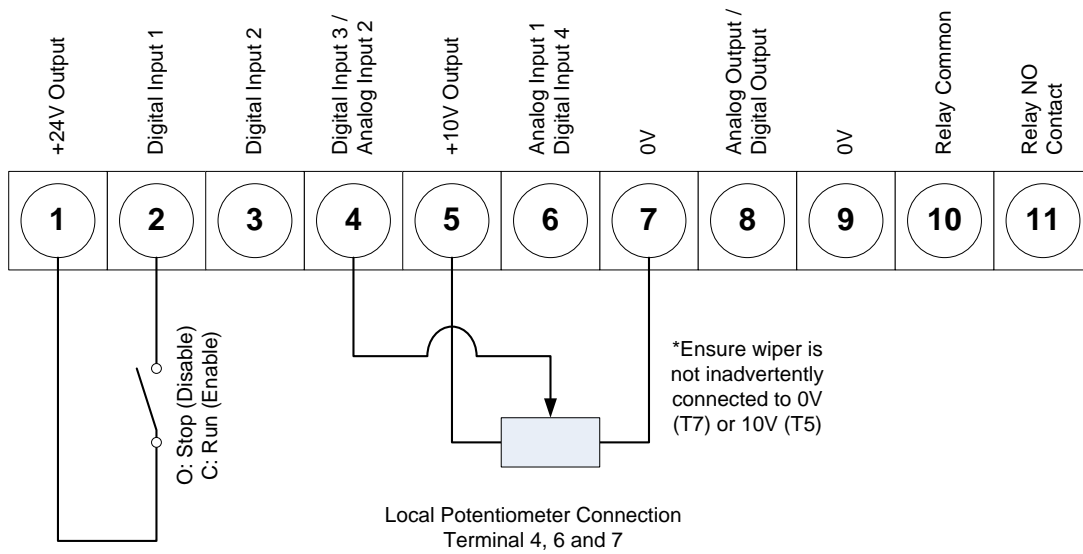 +24V Output
Digital Input 1
Digital Input 2
Digital Input 3 /
Analog Input 2
+10V Output
Analog Input 1
Digital Input 4
0V
Analog Output /
Digital Output
0V
Relay Common
Relay NO
Contact
1
2
3
4
5
6
7
8
9
10
11
O: Stop (Disable)
C: Run (Enable)
*Ensure wiper is
not inadvertently
connected to 0V
(T7) or 10V (T5)
Local Potentiometer Connection
Terminal 4, 6 and 7